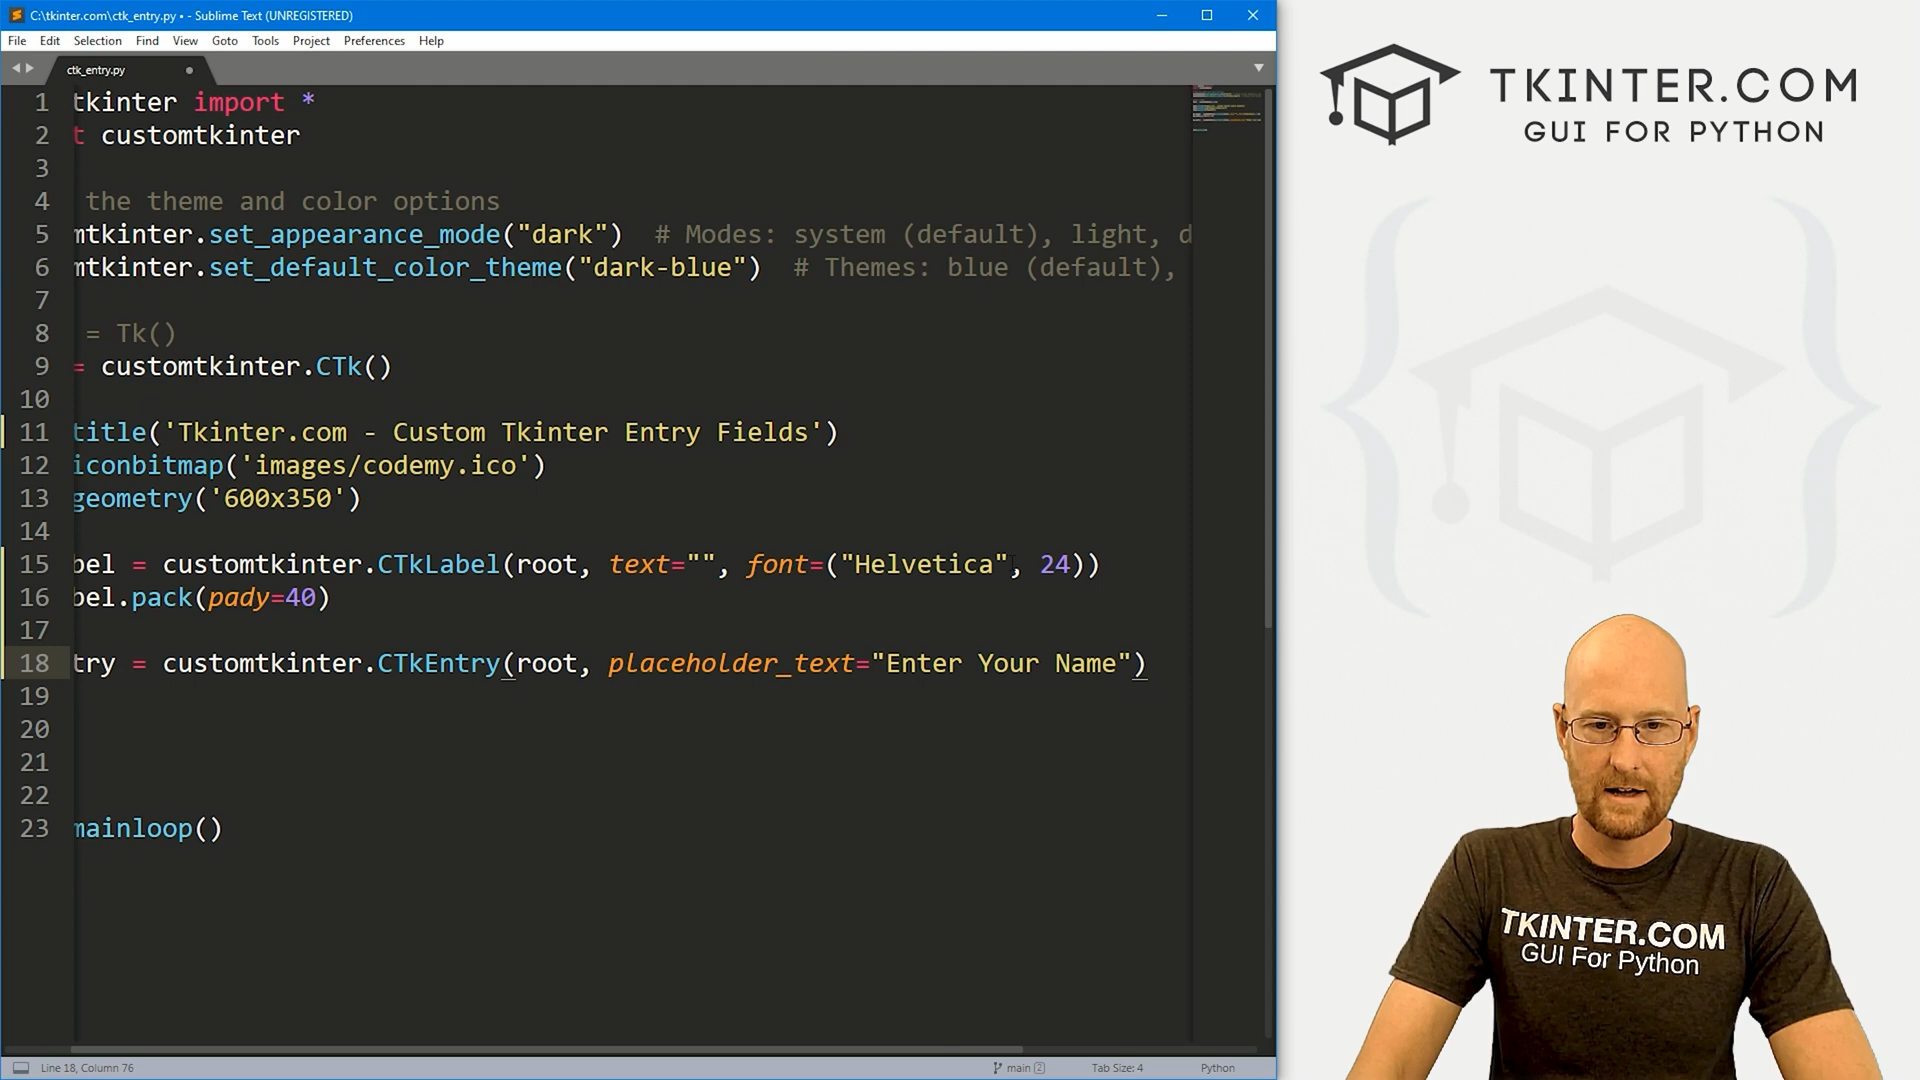 C:\tkinter.com\ctk_entry.py • - Sublime Text (UNREGISTERED)
File Edit Selection Find View Goto Tools Project Preferences Help
ctk_entry.py
1 tkinter import *
2 t customtkinter
3
4 the theme and color options
5 mtkinter.set_appearance_mode("dark")  # Modes: system (default), light, d
6 mtkinter.set_default_color_theme("dark-blue")  # Themes: blue (default),
7
8 = Tk()
9 = customtkinter.CTk()
10
11 title('Tkinter.com - Custom Tkinter Entry Fields')
12 iconbitmap('images/codemy.ico')
13 geometry('600x350')
14
15 bel = customtkinter.CTkLabel(root, text="", font=("Helvetica", 24))
16 bel.pack(pady=40)
17
18 try = customtkinter.CTkEntry(root, placeholder_text="Enter Your Name")
19
20
21
22
23 mainloop()
Line 18, Column 76
main 2
Tab Size: 4
Python
TKINTER.COM
GUI FOR PYTHON
TKINTER.COM
GUI For Python